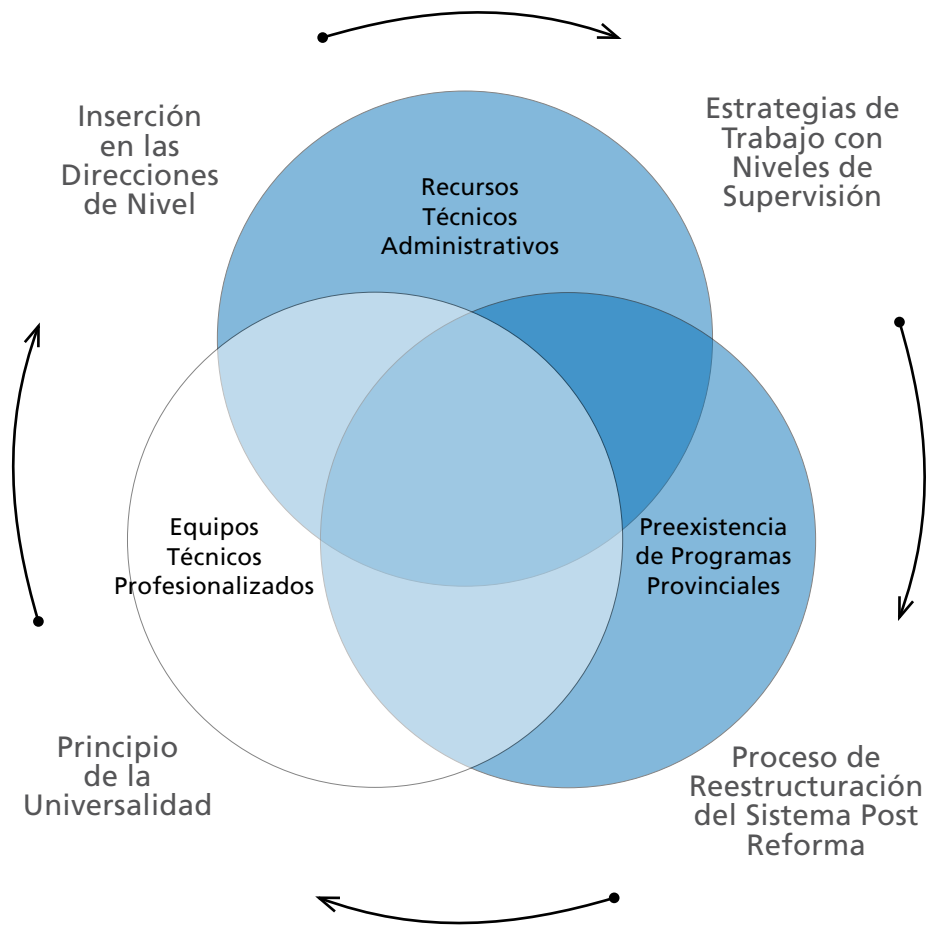 Inserción
en las
Direcciones
de Nivel
Estrategias de
Trabajo con
Niveles de
Supervisión
Recursos
Técnicos
Administrativos
Equipos
Técnicos
Profesionalizados
Preexistencia
de Programas
Provinciales
Principio
de la
Universalidad
Proceso de
Reestructuración
del Sistema Post
Reforma